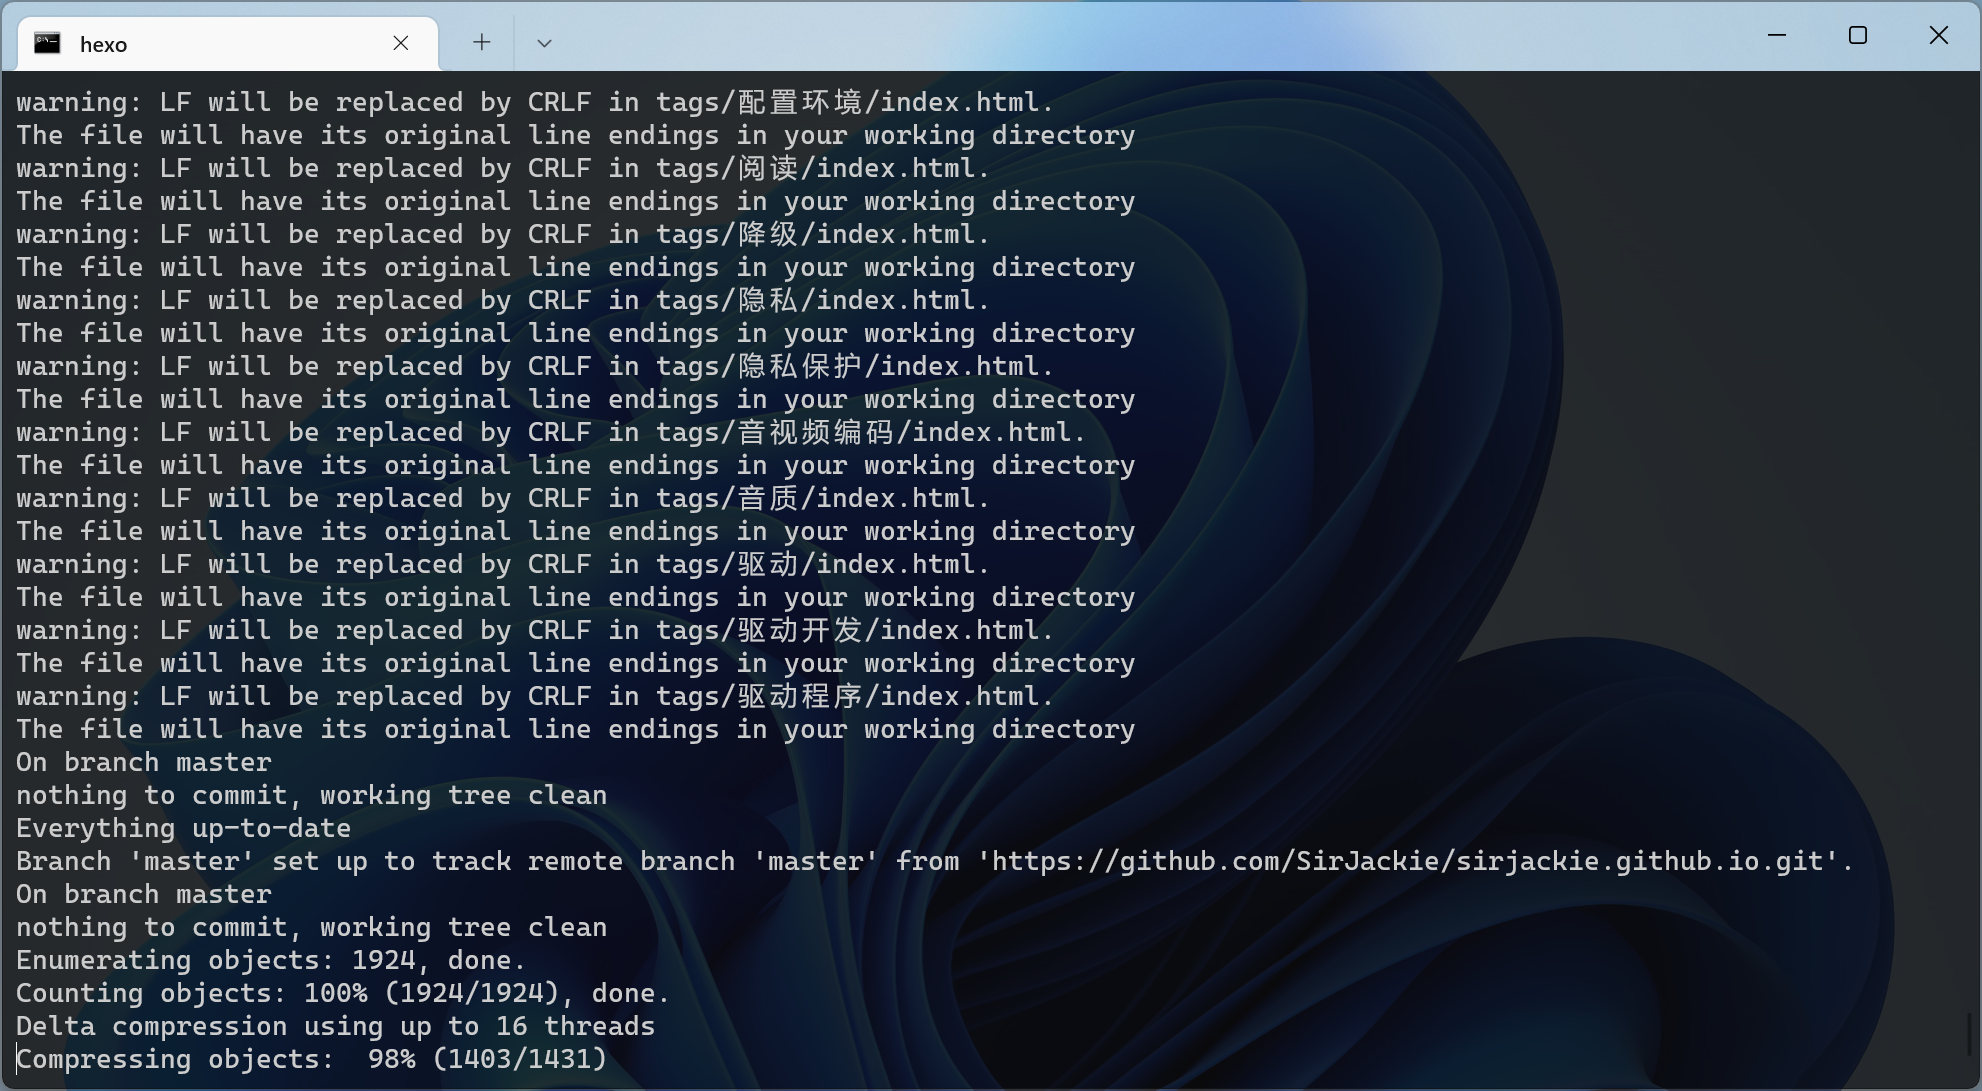 hexo
warning: LF will be replaced by CRLF in tags/配置环境/index.html.
The file will have its original line endings in your working directory
warning: LF will be replaced by CRLF in tags/阅读/index.html.
The file will have its original line endings in your working directory
warning: LF will be replaced by CRLF in tags/降级/index.html.
The file will have its original line endings in your working directory
warning: LF will be replaced by CRLF in tags/隐私/index.html.
The file will have its original line endings in your working directory
warning: LF will be replaced by CRLF in tags/隐私保护/index.html.
The file will have its original line endings in your working directory
warning: LF will be replaced by CRLF in tags/音视频编码/index.html.
The file will have its original line endings in your working directory
warning: LF will be replaced by CRLF in tags/音质/index.html.
The file will have its original line endings in your working directory
warning: LF will be replaced by CRLF in tags/驱动/index.html.
The file will have its original line endings in your working directory
warning: LF will be replaced by CRLF in tags/驱动开发/index.html.
The file will have its original line endings in your working directory
warning: LF will be replaced by CRLF in tags/驱动程序/index.html.
The file will have its original line endings in your working directory
On branch master
nothing to commit, working tree clean
Everything up-to-date
Branch 'master' set up to track remote branch 'master' from 'https://github.com/SirJackie/sirjackie.github.io.git'.
On branch master
nothing to commit, working tree clean
Enumerating objects: 1924, done.
Counting objects: 100% (1924/1924), done.
Delta compression using up to 16 threads
Compressing objects:  98% (1403/1431)